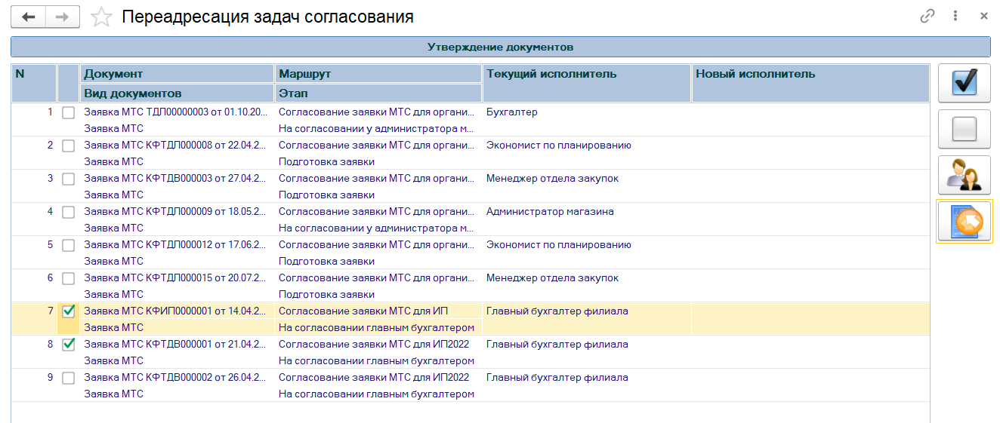 Переадресация задач согласования
Утверждение документов
N Документ Маршрут Текущий исполнитель Новый исполнитель
Вид документов Этап
1 Заявка МТС ТДЛ00000003 от 01.10.20... Согласование заявки МТС для органи... Бухгалтер
Заявка МТС На согласовании у администратора м...
2 Заявка МТС КФТДЛ000008 от 22.04.2... Согласование заявки МТС для органи... Экономист по планированию
Заявка МТС Подготовка заявки
3 Заявка МТС КФТДВ000003 от 27.04.2... Согласование заявки МТС для органи... Менеджер отдела закупок
Заявка МТС Подготовка заявки
4 Заявка МТС КФТДЛ000009 от 18.05.2... Согласование заявки МТС для органи... Администратор магазина
Заявка МТС На согласовании у администратора м...
5 Заявка МТС КФТДЛ000012 от 17.06.2... Согласование заявки МТС для органи... Экономист по планированию
Заявка МТС Подготовка заявки
6 Заявка МТС КФТДЛ000015 от 20.07.2... Согласование заявки МТС для органи... Менеджер отдела закупок
Заявка МТС Подготовка заявки
7 Заявка МТС КФИП0000001 от 14.04.2... Согласование заявки МТС для ИП Главный бухгалтер филиала
Заявка МТС На согласовании главным бухгалтером
8 Заявка МТС КФТДВ000001 от 21.04.2... Согласование заявки МТС для ИП2022 Главный бухгалтер филиала
Заявка МТС На согласовании главным бухгалтером
9 Заявка МТС КФТДВ000002 от 26.04.2... Согласование заявки МТС для ИП2022 Главный бухгалтер филиала
Заявка МТС На согласовании главным бухгалтером